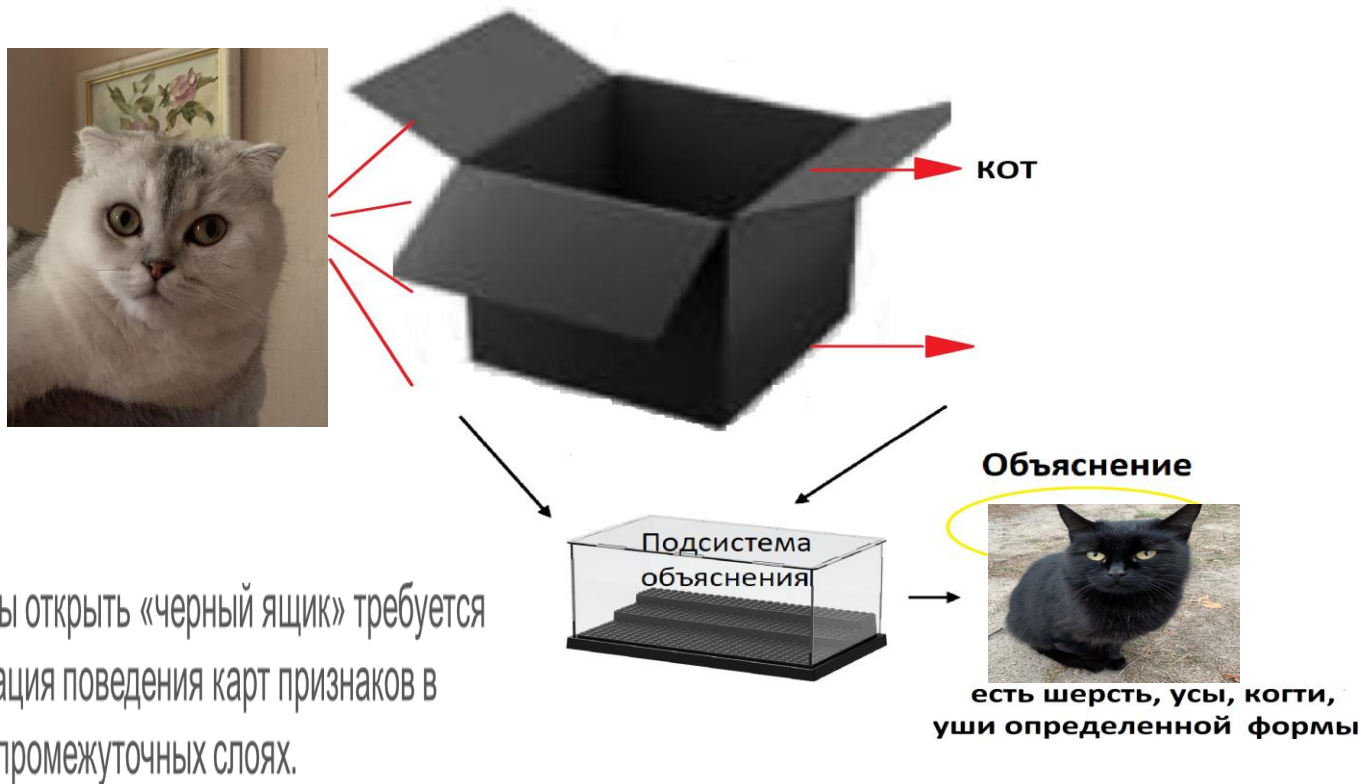 КОТ
Объяснение
Подсистема
объяснения
ы открыть «черный ящик» требуется
ация поведения карт признаков в
промежуточных слоях.
есть шерсть, усы, когти,
уши определенной формы